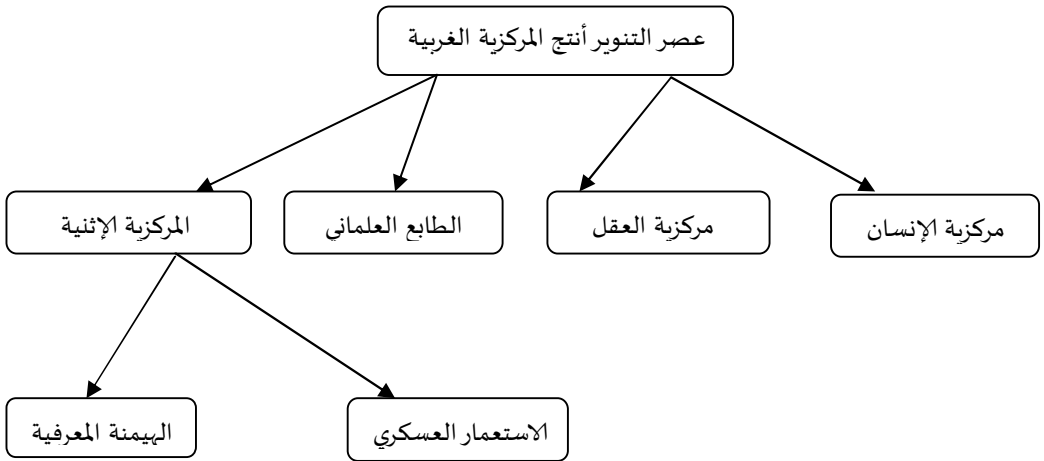 عصر التنوير أنتج المركزية الغربية
مركزية الإنسان
مركزية العقل
الطابع العلماني
المركزية الإثنية
الاستعمار العسكري
الهيمنة المعرفية